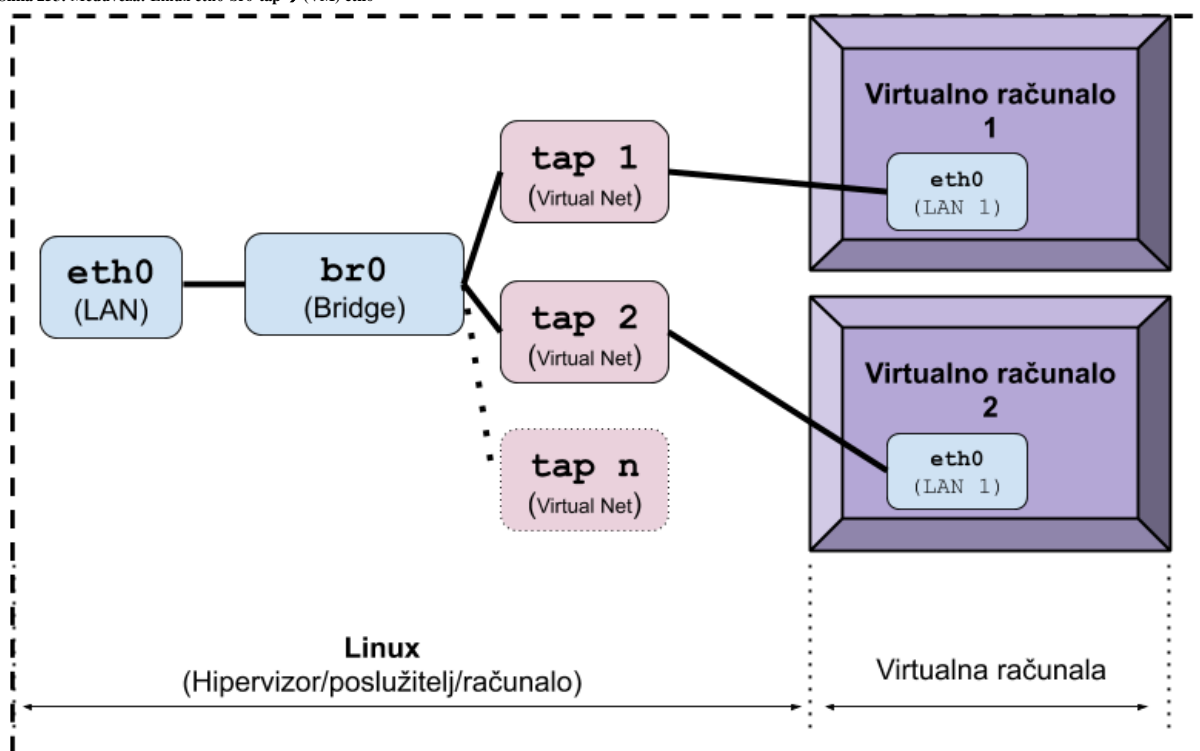 Virtualno računalo
1
tap 1
(Virtual Net)
eth0
(LAN 1)
eth0
(LAN)
br0
(Bridge)
tap 2
(Virtual Net)
Virtualno računalo
2
eth0
(LAN 1)
tap n
(Virtual Net)
Linux
(Hipervizor/poslužitelj/računalo)
Virtualna računala